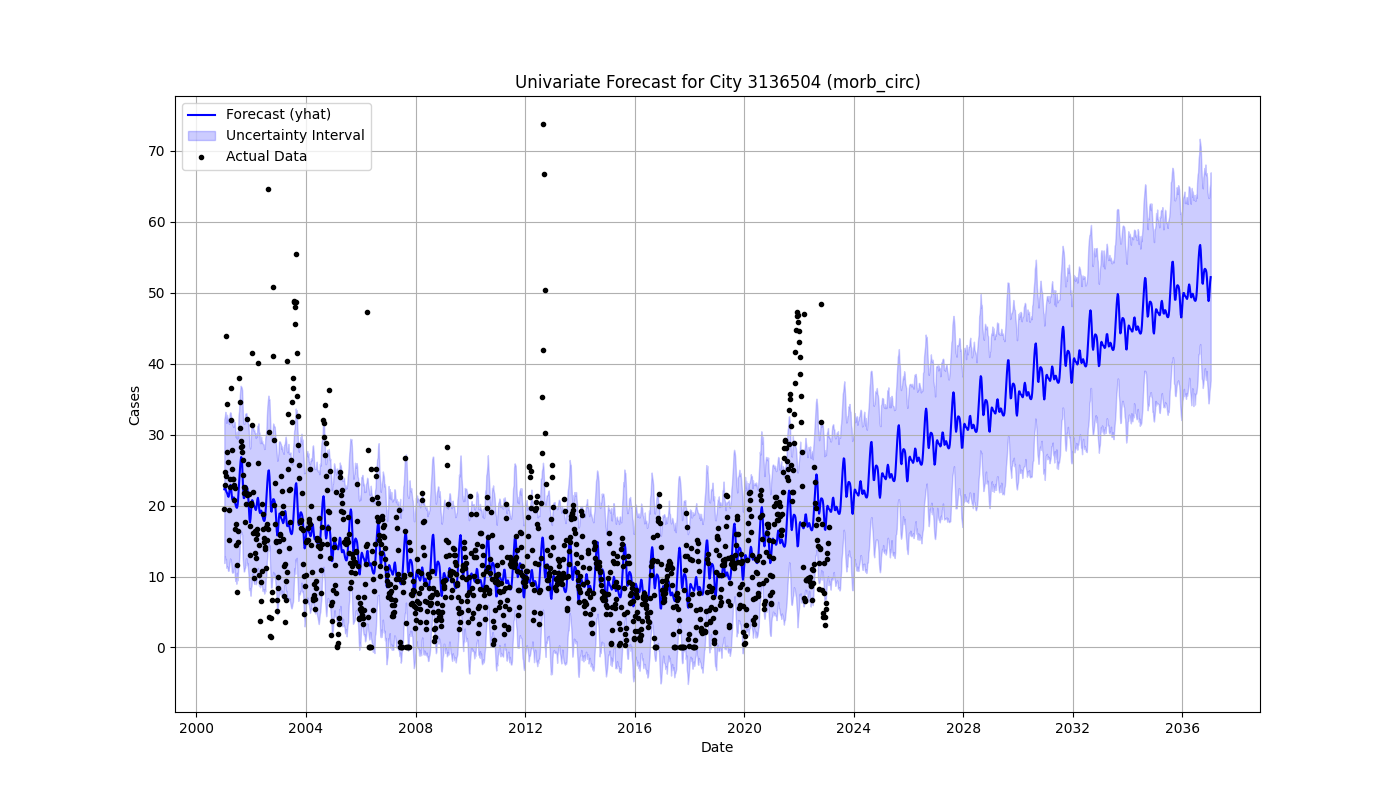 Univariate Forecast for City 3136504 (morb_circ)
Forecast (yhat)
Uncertainty Interval
Actual Data
Cases
70
60
50
40
30
20
10
0
2000 2004 2008 2012 2016 2020 2024 2028 2032 2036
Date